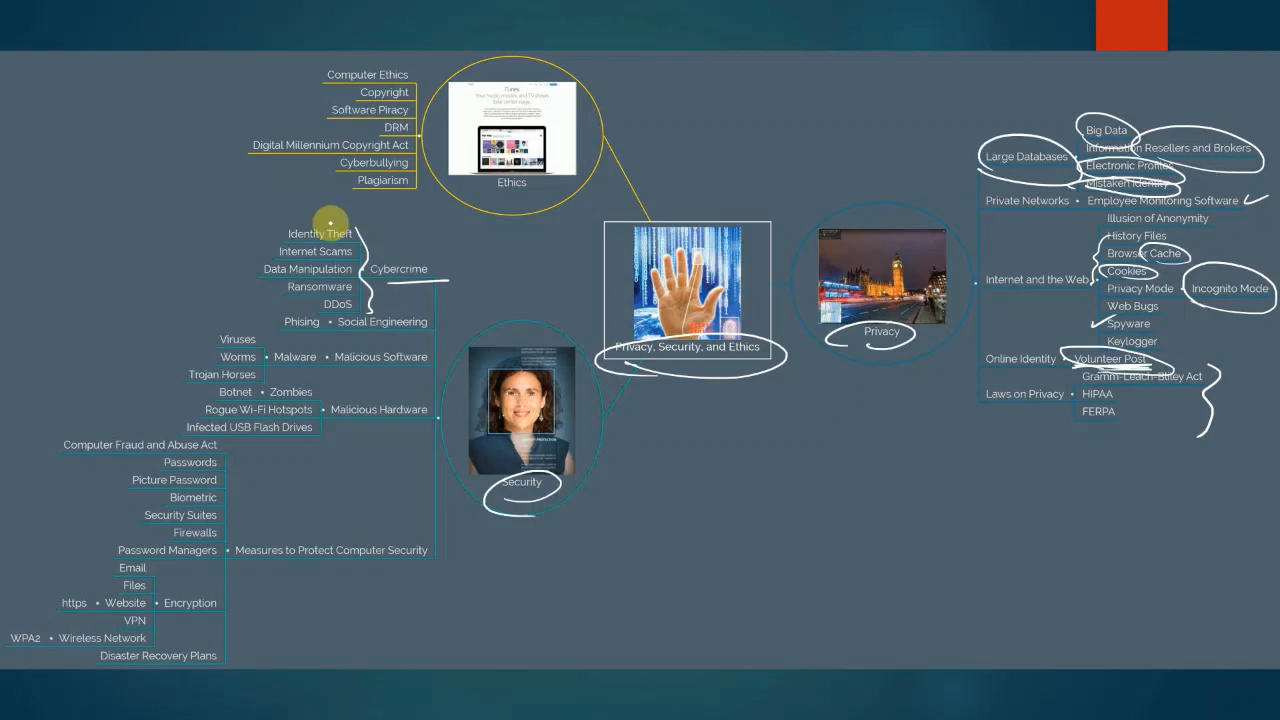 Computer Ethics
Copyright
Software Piracy
DRM
Digital Millennium Copyright Act
Cyberbullying
Plagiarism
iTunes
Ethics
Identity Theft
Internet Scams
Data Manipulation
Ransomware
DDoS
Cybercrime
Phising • Social Engineering
Viruses
Worms
Trojan Horses
Malware • Malicious Software
Botnet • Zombies
Rogue Wi-Fi Hotspots
Infected USB Flash Drives
Malicious Hardware
Computer Fraud and Abuse Act
Passwords
Picture Password
Biometric
Security Suites
Firewalls
Password Managers • Measures to Protect Computer Security
Email
Files
https • Website • Encryption
VPN
WPA2 • Wireless Network
Disaster Recovery Plans
Security
Privacy, Security, and Ethics
Privacy
Large Databases
Big Data
Information Resellers and Brokers
Electronic Profiles
Mistaken Identity
Private Networks • Employee Monitoring Software
Internet and the Web
Illusion of Anonymity
History Files
Browser Cache
Cookies
Privacy Mode • Incognito Mode
Web Bugs
Spyware
Keylogger
Online Identity • Volunteer Post
Laws on Privacy •
Gramm-Leach-Bliley Act
HIPAA
FERPA